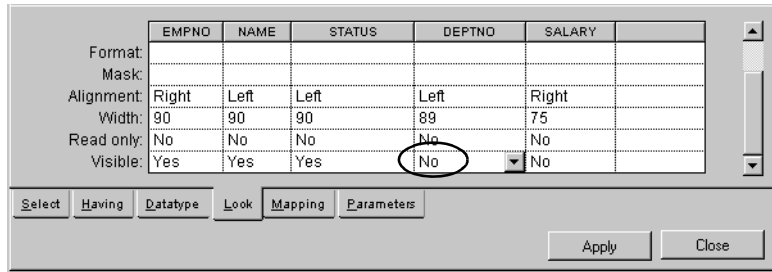 EMPNO NAME STATUS DEPTNO SALARY
Format:
Mask:
Alignment: Right Left Left Left Right
Width: 90 90 90 89 75
Read only: No No No No No
Visible: Yes Yes Yes No No
Select Having Datatype Look Mapping Parameters
Apply Close